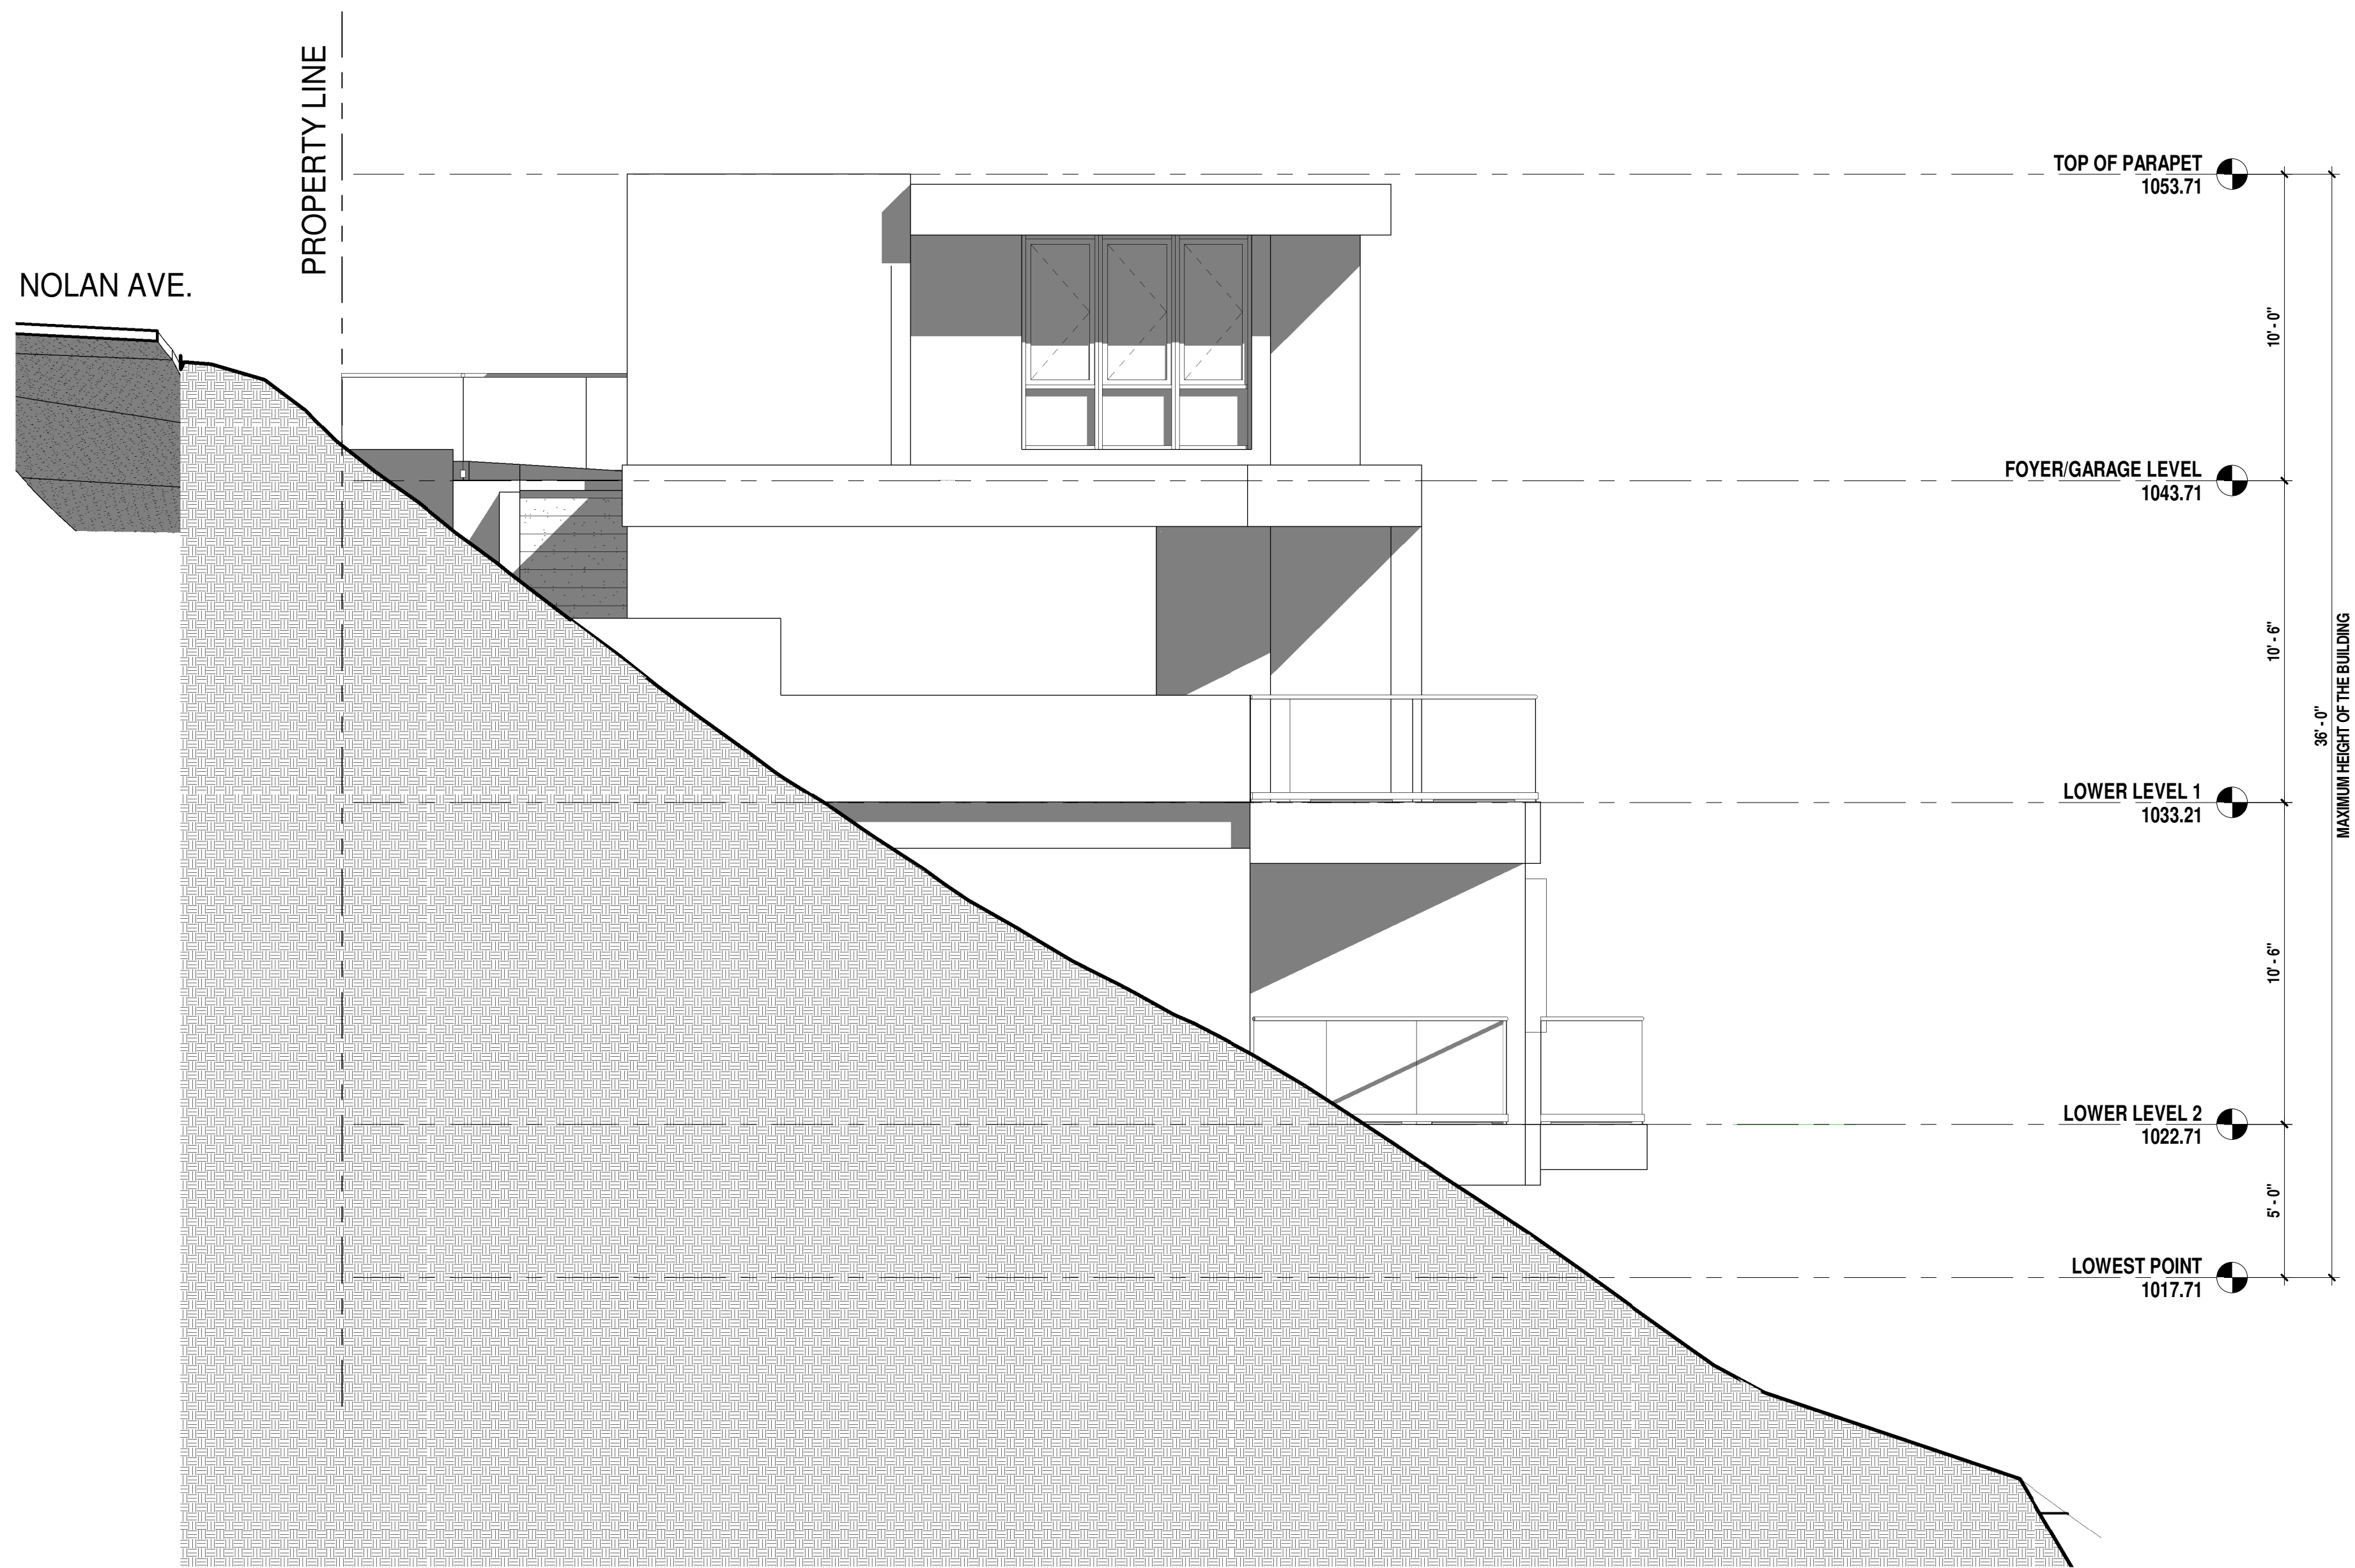 PROPERTY LINE
NOLAN AVE.
TOP OF PARAPET
1053.71
10' - 0"
FOYER/GARAGE LEVEL
1043.71
10' - 6"
36' - 0"
MAXIMUM HEIGHT OF THE BUILDING
LOWER LEVEL 1
1033.21
10' - 6"
LOWER LEVEL 2
1022.71
5' - 0"
LOWEST POINT
1017.71